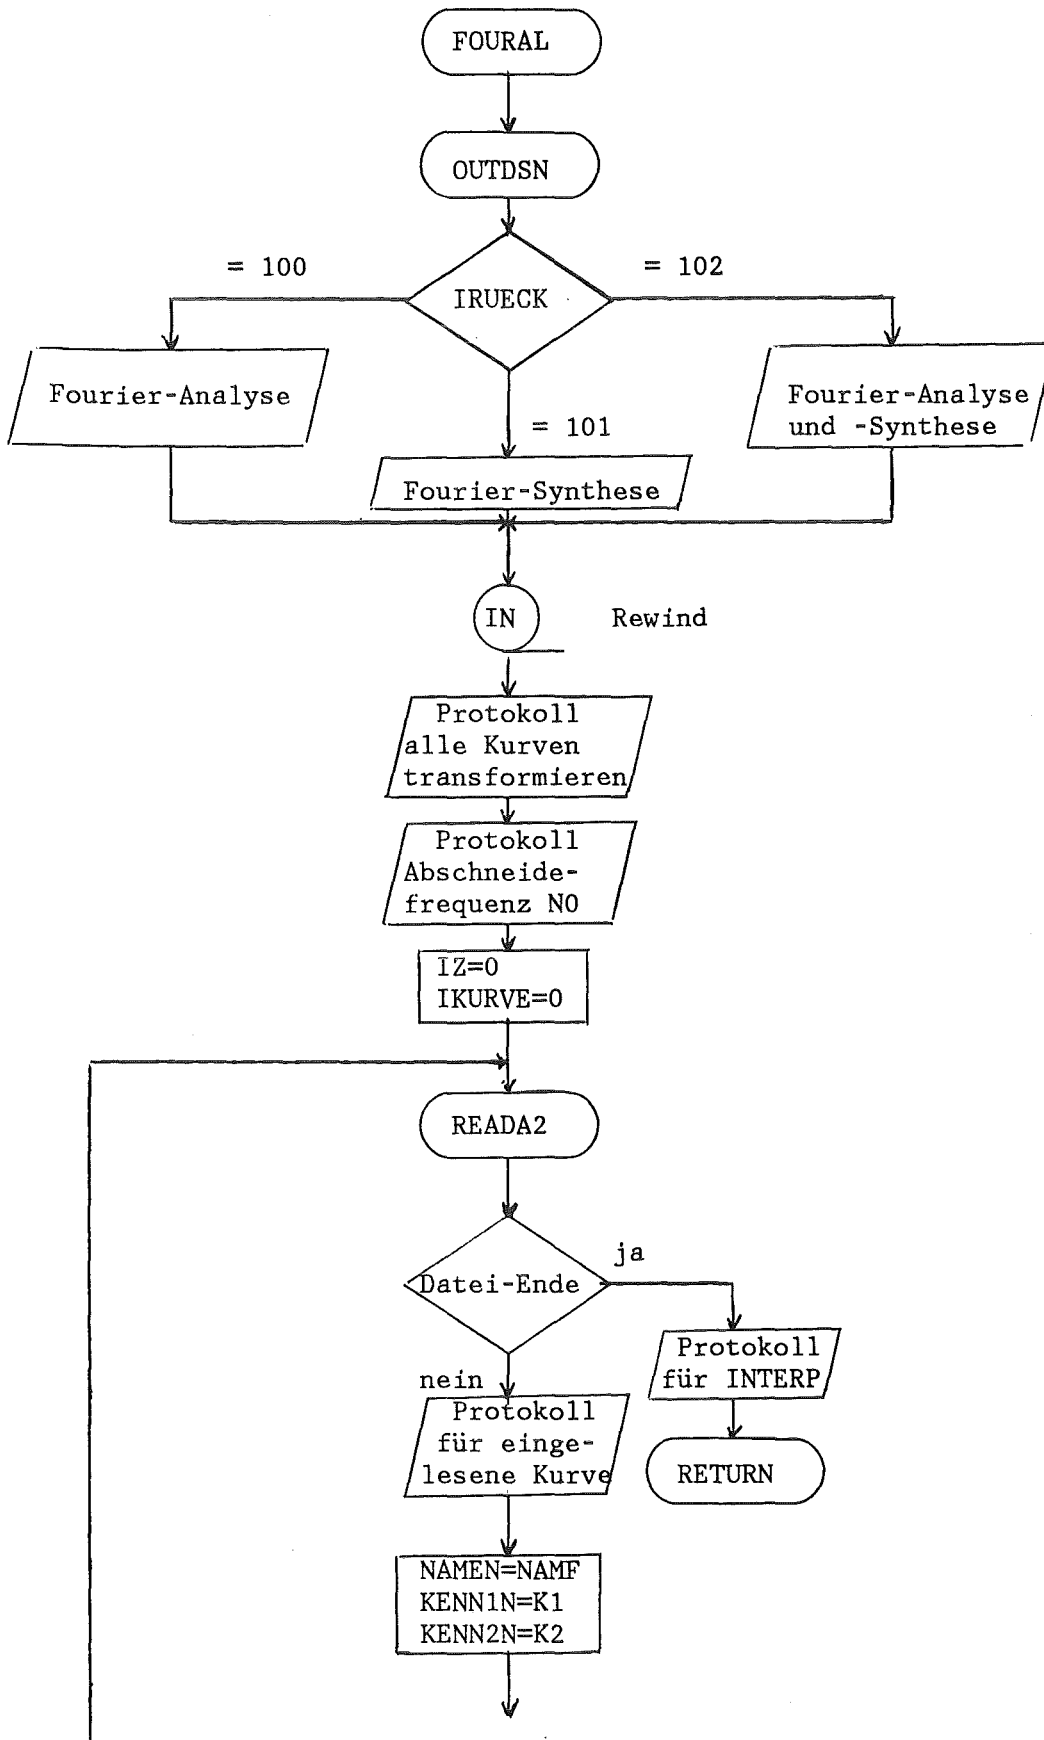 FOURAL
OUTDSN
= 100
= 102
IRUECK
Fourier-Analyse
Fourier-Analyse
und -Synthese
= 101
Fourier-Synthese
IN
Rewind
Protokoll
alle Kurven
transformieren
Protokoll
Abschneide-
frequenz N0
IZ=0
IKURVE=0
READA2
ja
Datei-Ende
Protokoll
für INTERP
nein
Protokoll
für einge-
lesene Kurve
RETURN
NAMEN=NAMF
KENN1N=K1
KENN2N=K2